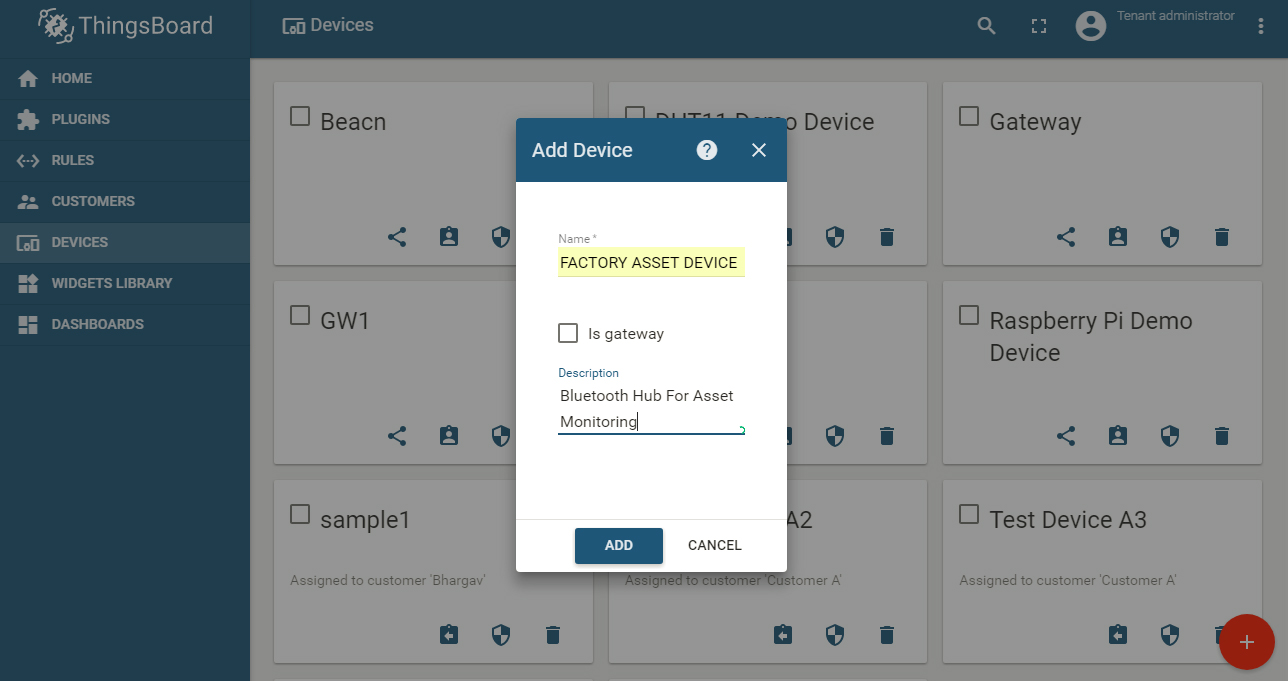 ThingsBoard
Devices
Tenant administrator
HOME
PLUGINS
RULES
CUSTOMERS
DEVICES
WIDGETS LIBRARY
DASHBOARDS
Beacn
Demo Device
Gateway
GW1
Raspberry Pi Demo
Device
sample1
Assigned to customer 'Bhargav'
A2
Assigned to customer 'Customer A'
Test Device A3
Assigned to customer 'Customer A'
Add Device
?
Name *
FACTORY ASSET DEVICE
Is gateway
Description
Bluetooth Hub For Asset
Monitoring
ADD
CANCEL
+